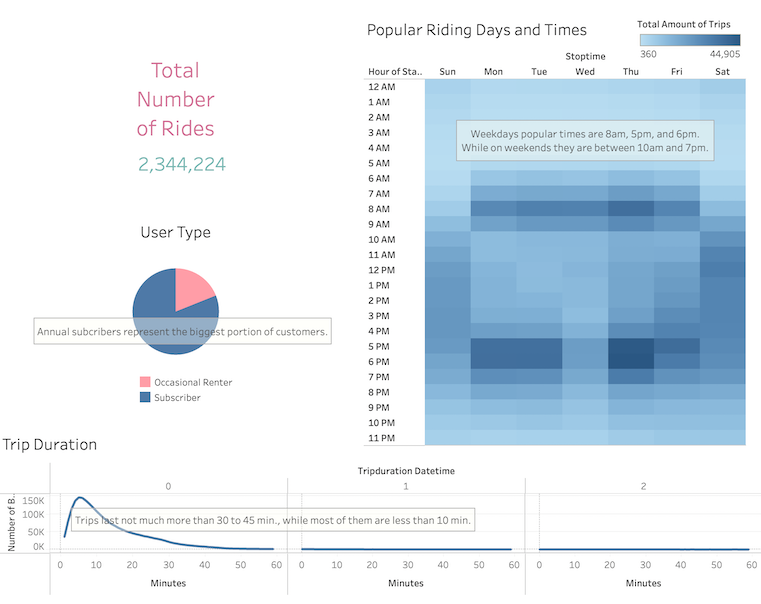 Popular Riding Days and Times
Total Amount of Trips
360 44,905
Total
Number
of Rides
2,344,224
Stoptime
Hour of Sta.. Sun Mon Tue Wed Thu Fri Sat
12 AM
1 AM
2 AM
3 AM
4 AM
5 AM
6 AM
7 AM
8 AM
9 AM
10 AM
11 AM
12 PM
1 PM
2 PM
3 PM
4 PM
5 PM
6 PM
7 PM
8 PM
9 PM
10 PM
11 PM
Weekdays popular times are 8am, 5pm, and 6pm.
While on weekends they are between 10am and 7pm.
User Type
Annual subcribers represent the biggest portion of customers.
Occasional Renter
Subscriber
Trip Duration
Tripduration Datetime
0 1 2
Number of B..
150K
100K
50K
0K
Trips last not much more than 30 to 45 min., while most of them are less than 10 min.
0 10 20 30 40 50 60 0 10 20 30 40 50 60 0 10 20 30 40 50 60
Minutes Minutes Minutes